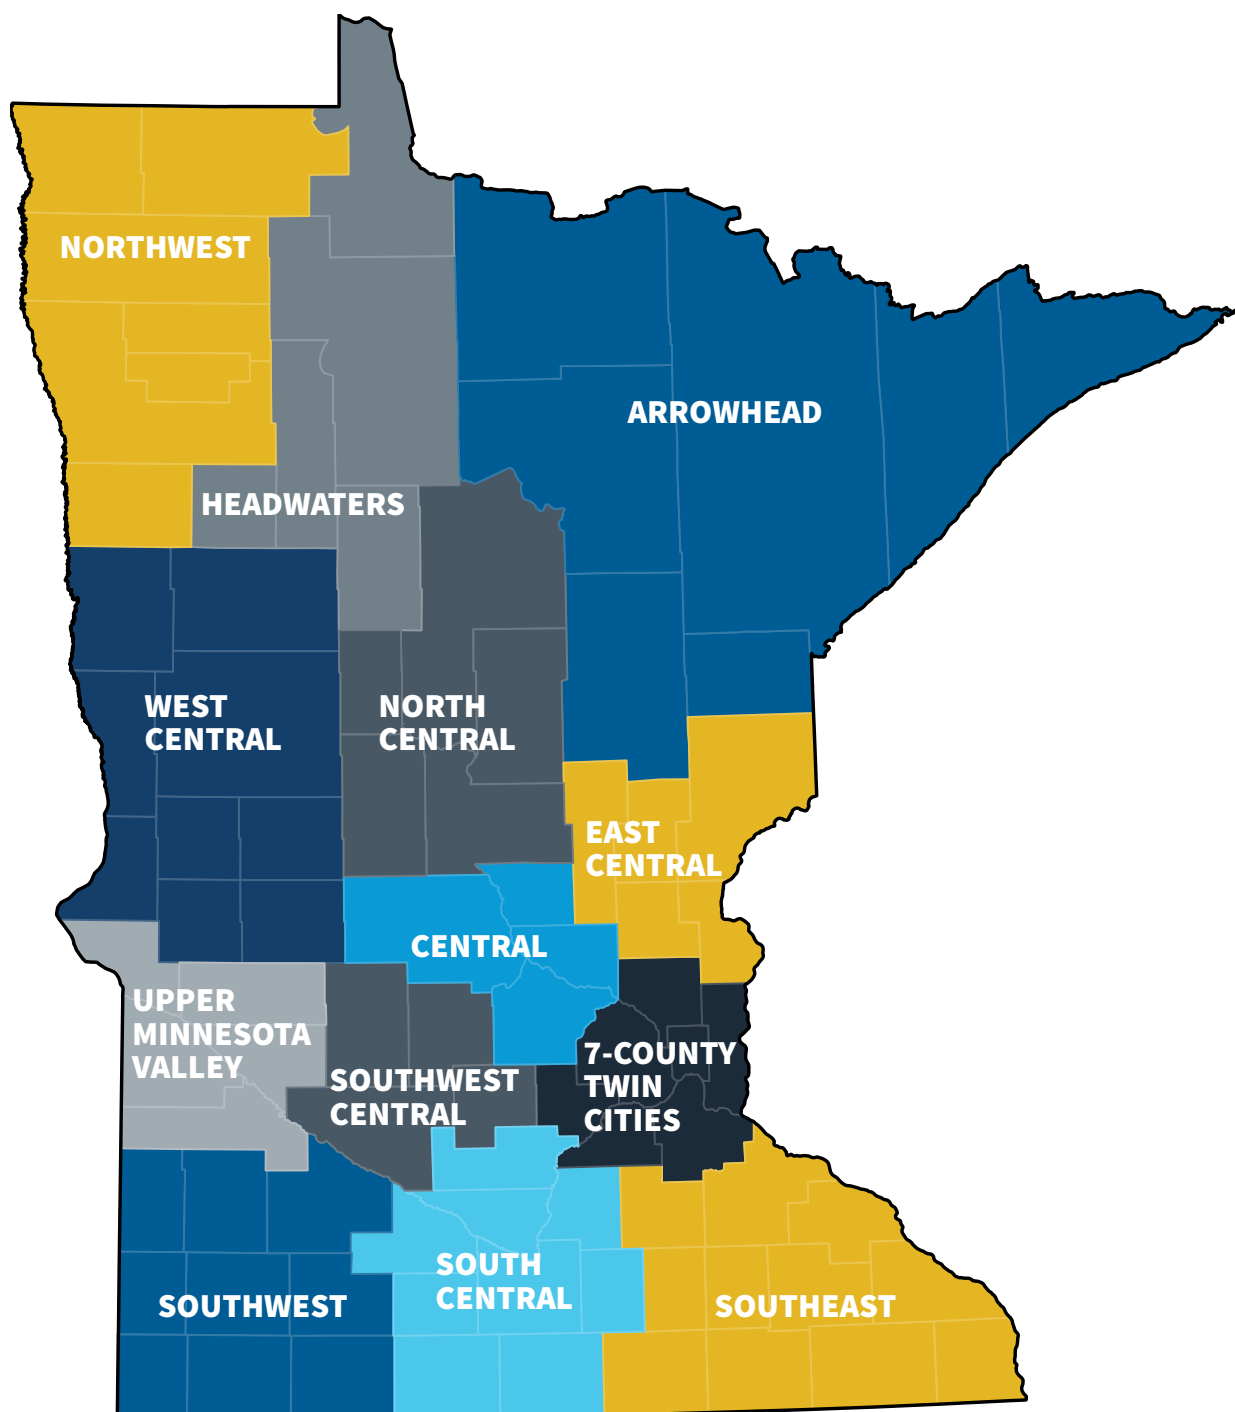 NORTHWEST
ARROWHEAD
HEADWATERS
WEST
CENTRAL
NORTH
CENTRAL
EAST
CENTRAL
CENTRAL
UPPER
MINNESOTA
VALLEY
SOUTHWEST
CENTRAL
7-COUNTY
TWIN
CITIES
SOUTHWEST
SOUTH
CENTRAL
SOUTHEAST